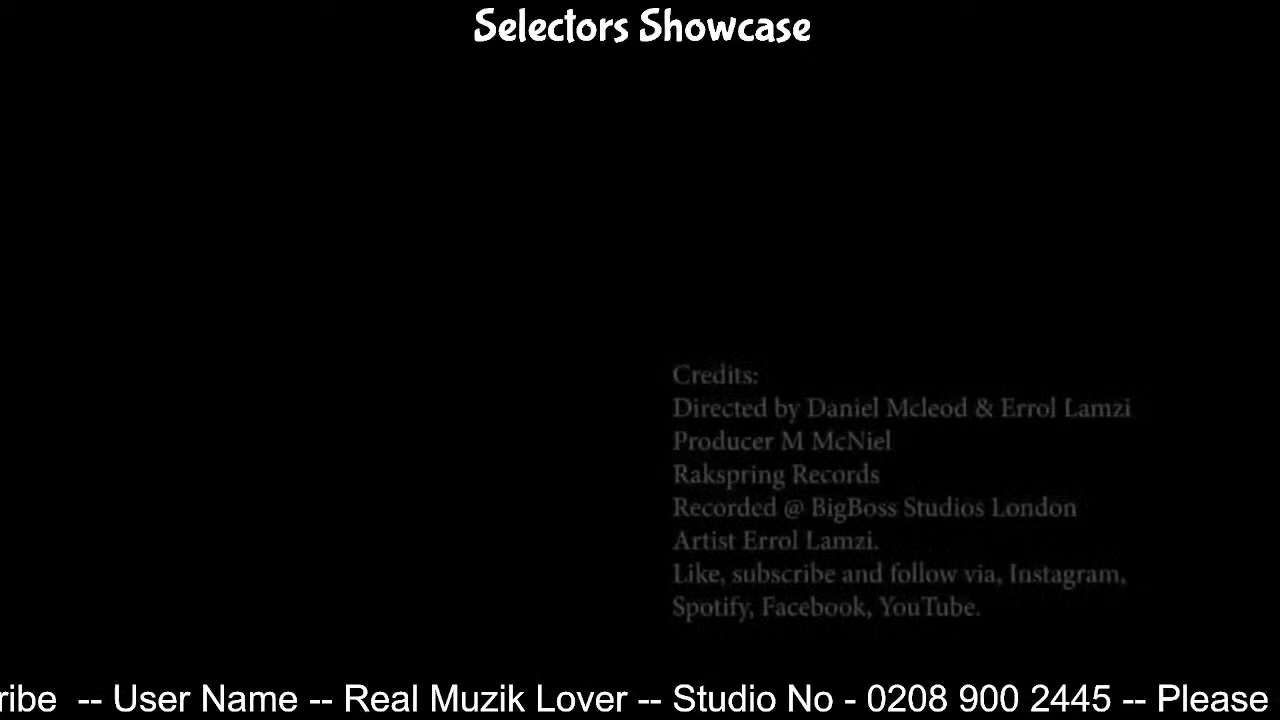 Selectors Showcase
Credits:
Directed by Daniel Mcleod & Errol Lamzi
Producer M McNiel
Rakspring Records
Recorded @ BigBoss Studios London
Artist Errol Lamzi.
Like, subscribe and follow via, Instagram,
Spotify, Facebook, YouTube.
ribe -- User Name -- Real Muzik Lover -- Studio No - 0208 900 2445 -- Please